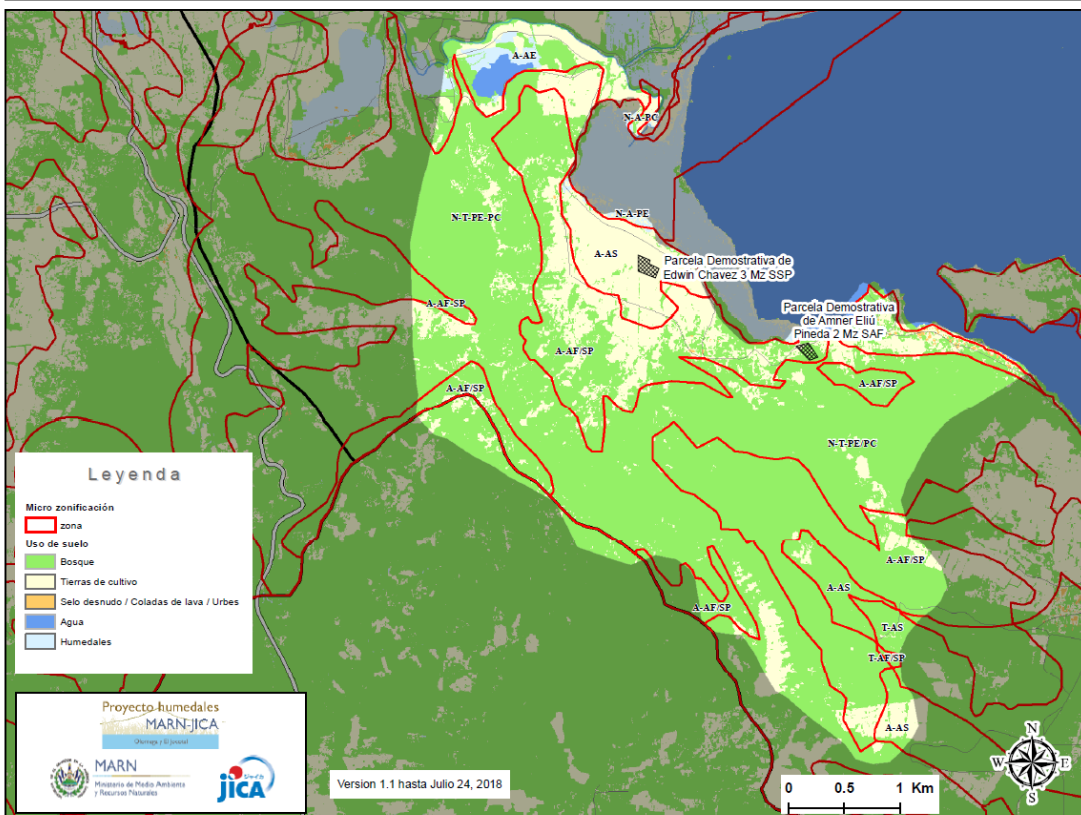 A-AE
N-A-PC
N-T-PE-PC
N-A-PE
A-AS
Parcela Demostrativa de
Edwin Chavez 3 Mz SSP
A-AF-SP
Parcela Demostrativa
de Amner Eliú
Pineda 2 Mz SAF
A-AF/SP
A-AF/SP
A-AF/SP
N-T-PE/PC
A-AF/SP
A-AS
A-AF/SP
T-AS
T-AF/SP
A-AS
Leyenda
Micro zonificación
zona
Uso de suelo
Bosque
Tierras de cultivo
Selo desnudo / Coladas de lava / Urbes
Agua
Humedales
Proyecto humedales
MARN-JICA
MARN
Ministerio de Medio Ambiente
y Recursos Naturales
jICA
Version 1.1 hasta Julio 24, 2018
0 0.5 1 Km
N
W E
S